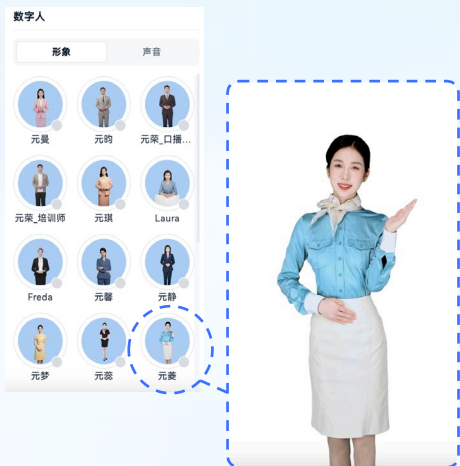 数字人
形象 声音
元曼 元昀 元荣_口播...
元荣_培训师 元琪 Laura
Freda 元馨 元静
元梦 元蕊 元菱